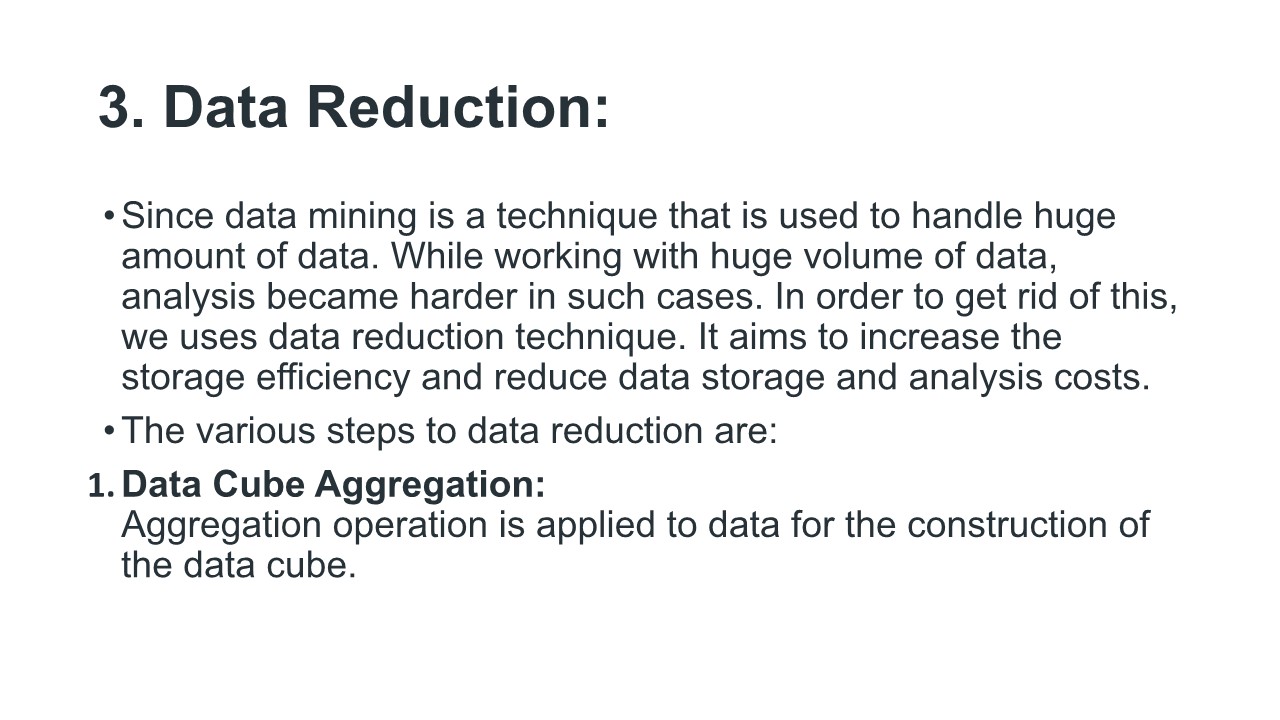 3. Data Reduction:
• Since data mining is a technique that is used to handle huge
amount of data. While working with huge volume of data,
analysis became harder in such cases. In order to get rid of this,
we uses data reduction technique. It aims to increase the
storage efficiency and reduce data storage and analysis costs.
• The various steps to data reduction are:
1. Data Cube Aggregation:
Aggregation operation is applied to data for the construction of
the data cube.